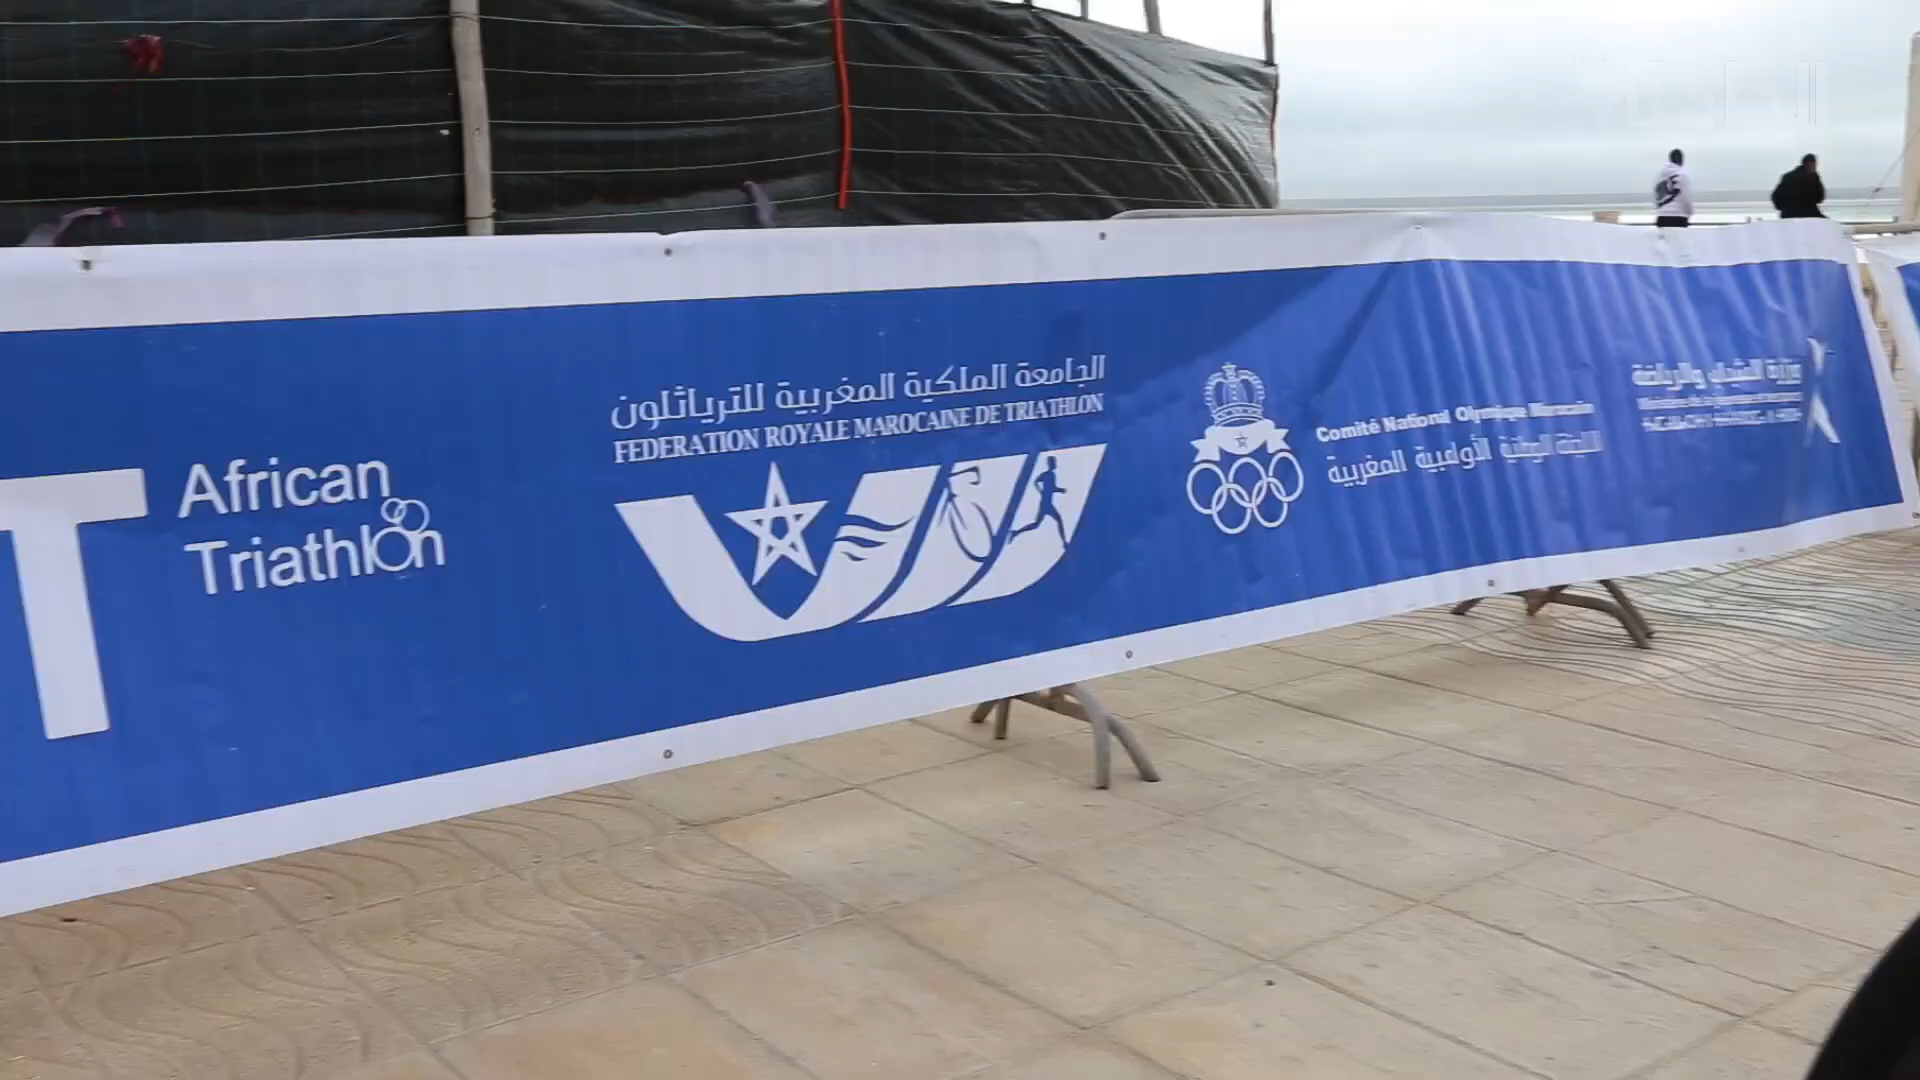 T
African
Triathlon
الجامعة الملكية المغربية للترياثلون
FEDERATION ROYALE MAROCAINE DE TRIATHLON
Comité National Olympique Marocain
اللجنة الوطنية الأولمبية المغربية
وزارة الشباب والرياضة